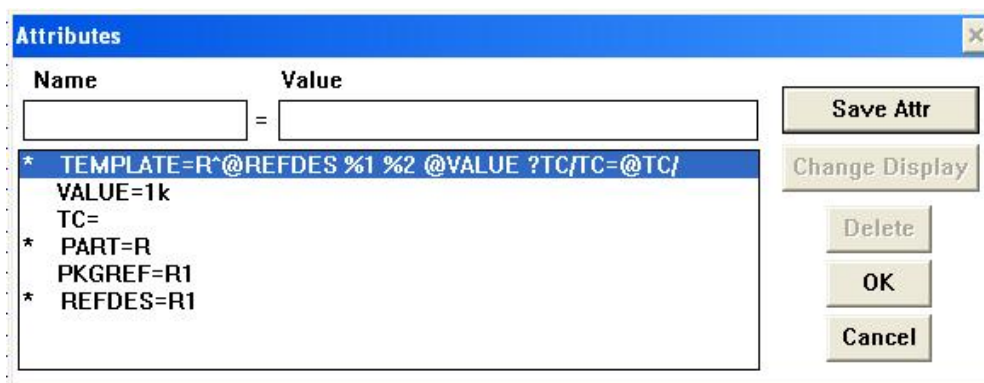 Attributes
Name Value
=
Save Attr
* TEMPLATE=R^@REFDES %1 %2 @VALUE ?TC/TC=@TC/
Change Display
VALUE=1k
TC=
* PART=R
PKGREF=R1
* REFDES=R1
Delete
OK
Cancel